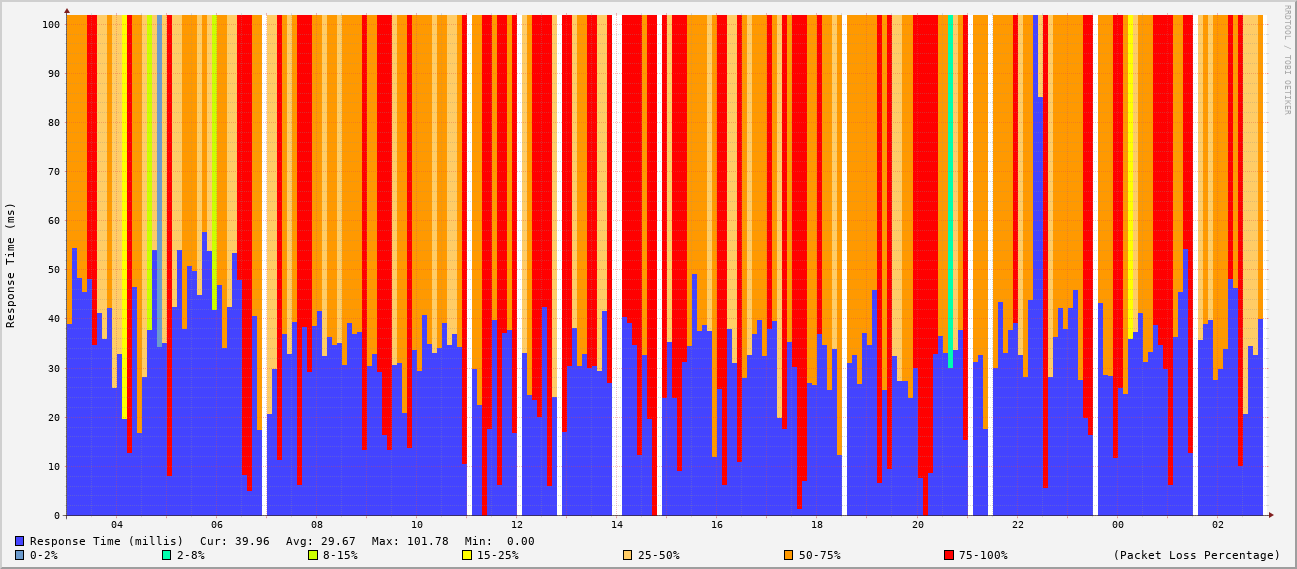 RRDTOOL / TOBI OETIKER
Response Time (ms)
100
90
80
70
60
50
40
30
20
10
0
04 06 08 10 12 14 16 18 20 22 00 02
Response Time (millis) Cur: 39.96 Avg: 29.67 Max: 101.78 Min: 0.00
0-2% 2-8% 8-15% 15-25% 25-50% 50-75% 75-100% (Packet Loss Percentage)